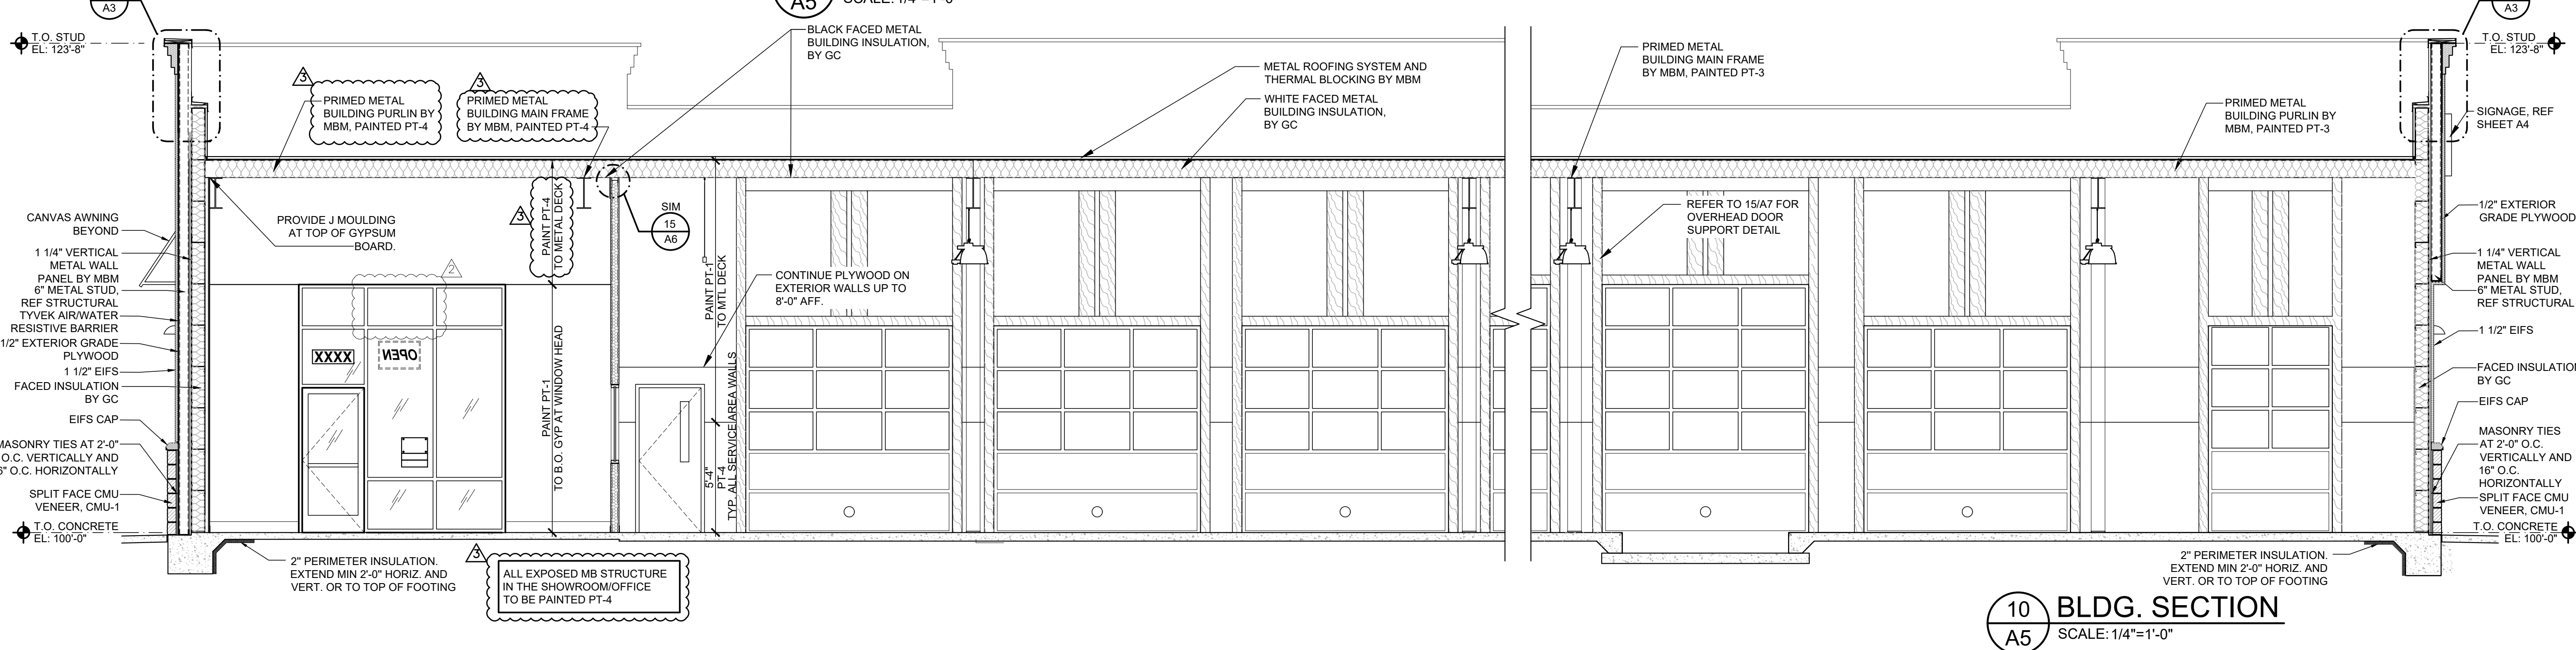 A3
A5
SCALE: 1/4"=1'-0"
A3
T.O. STUD
EL: 123'-8"
BLACK FACED METAL
BUILDING INSULATION,
BY GC
3
PRIMED METAL
BUILDING PURLIN BY
MBM, PAINTED PT-4
3
PRIMED METAL
BUILDING MAIN FRAME
BY MBM, PAINTED PT-4
METAL ROOFING SYSTEM AND
THERMAL BLOCKING BY MBM
WHITE FACED METAL
BUILDING INSULATION,
BY GC
PRIMED METAL
BUILDING MAIN FRAME
BY MBM, PAINTED PT-3
PRIMED METAL
BUILDING PURLIN BY
MBM, PAINTED PT-3
T.O. STUD
EL: 123'-8"
SIGNAGE, REF
SHEET A4
CANVAS AWNING
BEYOND
1 1/4" VERTICAL
METAL WALL
PANEL BY MBM
6" METAL STUD,
REF STRUCTURAL
TYVEK AIR/WATER
RESISTIVE BARRIER
1/2" EXTERIOR GRADE
PLYWOOD
1 1/2" EIFS
FACED INSULATION
BY GC
EIFS CAP
MASONRY TIES AT 2'-0"
O.C. VERTICALLY AND
6" O.C. HORIZONTALLY
SPLIT FACE CMU
VENEER, CMU-1
T.O. CONCRETE
EL: 100'-0"
PROVIDE J MOULDING
AT TOP OF GYPSUM
BOARD.
2
XXXX
OPEN
3
PAINT PT-4
TO METAL DECK
PAINT PT-1
TO B.O. GYP AT WINDOW HEAD
SIM
15
A6
PAINT PT-1
TO MTL DECK
5'-4"
PT-4
TYP. ALL SERVICE AREA WALLS
CONTINUE PLYWOOD ON
EXTERIOR WALLS UP TO
8'-0" AFF.
REFER TO 15/A7 FOR
OVERHEAD DOOR
SUPPORT DETAIL
1/2" EXTERIOR
GRADE PLYWOOD
1 1/4" VERTICAL
METAL WALL
PANEL BY MBM
6" METAL STUD,
REF STRUCTURAL
1 1/2" EIFS
FACED INSULATION
BY GC
EIFS CAP
MASONRY TIES
AT 2'-0" O.C.
VERTICALLY AND
16" O.C.
HORIZONTALLY
SPLIT FACE CMU
VENEER, CMU-1
T.O. CONCRETE
EL: 100'-0"
2" PERIMETER INSULATION.
EXTEND MIN 2'-0" HORIZ. AND
VERT. OR TO TOP OF FOOTING
3
ALL EXPOSED MB STRUCTURE
IN THE SHOWROOM/OFFICE
TO BE PAINTED PT-4
2" PERIMETER INSULATION.
EXTEND MIN 2'-0" HORIZ. AND
VERT. OR TO TOP OF FOOTING
10
A5
BLDG. SECTION
SCALE: 1/4"=1'-0"